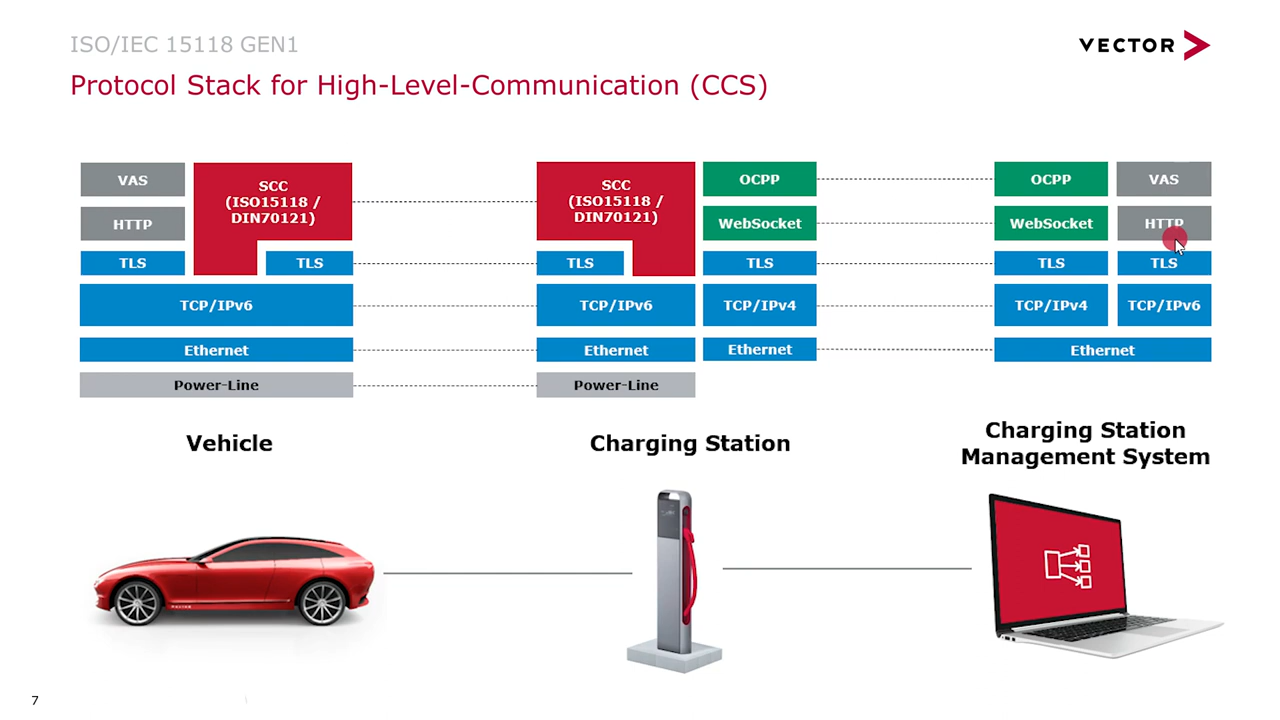 ISO/IEC 15118 GEN1
VECTOR
Protocol Stack for High-Level-Communication (CCS)
VAS
HTTP
TLS
SCC
(ISO15118 /
DIN70121)
TLS
TCP/IPv6
Ethernet
Power-Line
SCC
(ISO15118 /
DIN70121)
TLS
TCP/IPv6
Ethernet
Power-Line
OCPP
WebSocket
TLS
TCP/IPv4
Ethernet
OCPP
WebSocket
TLS
TCP/IPv4
VAS
HTTP
TLS
TCP/IPv6
Ethernet
Vehicle
Charging Station
Charging Station
Management System
7